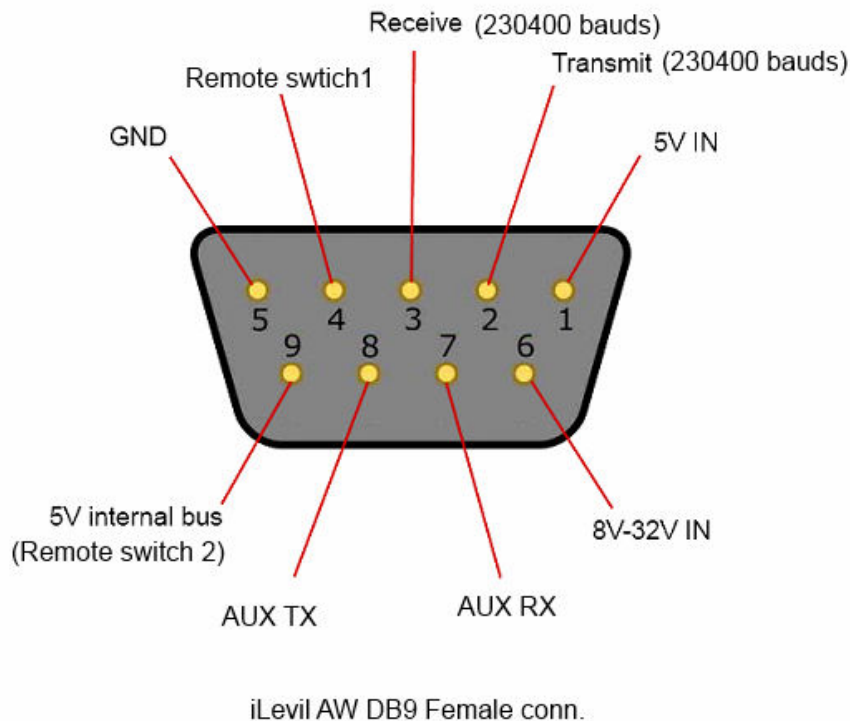 Receive (230400 bauds)
Transmit (230400 bauds)
Remote swtich1
GND
5V IN
5 4 3 2 1
9 8 7 6
5V internal bus
(Remote switch 2)
8V-32V IN
AUX TX
AUX RX
iLevil AW DB9 Female conn.